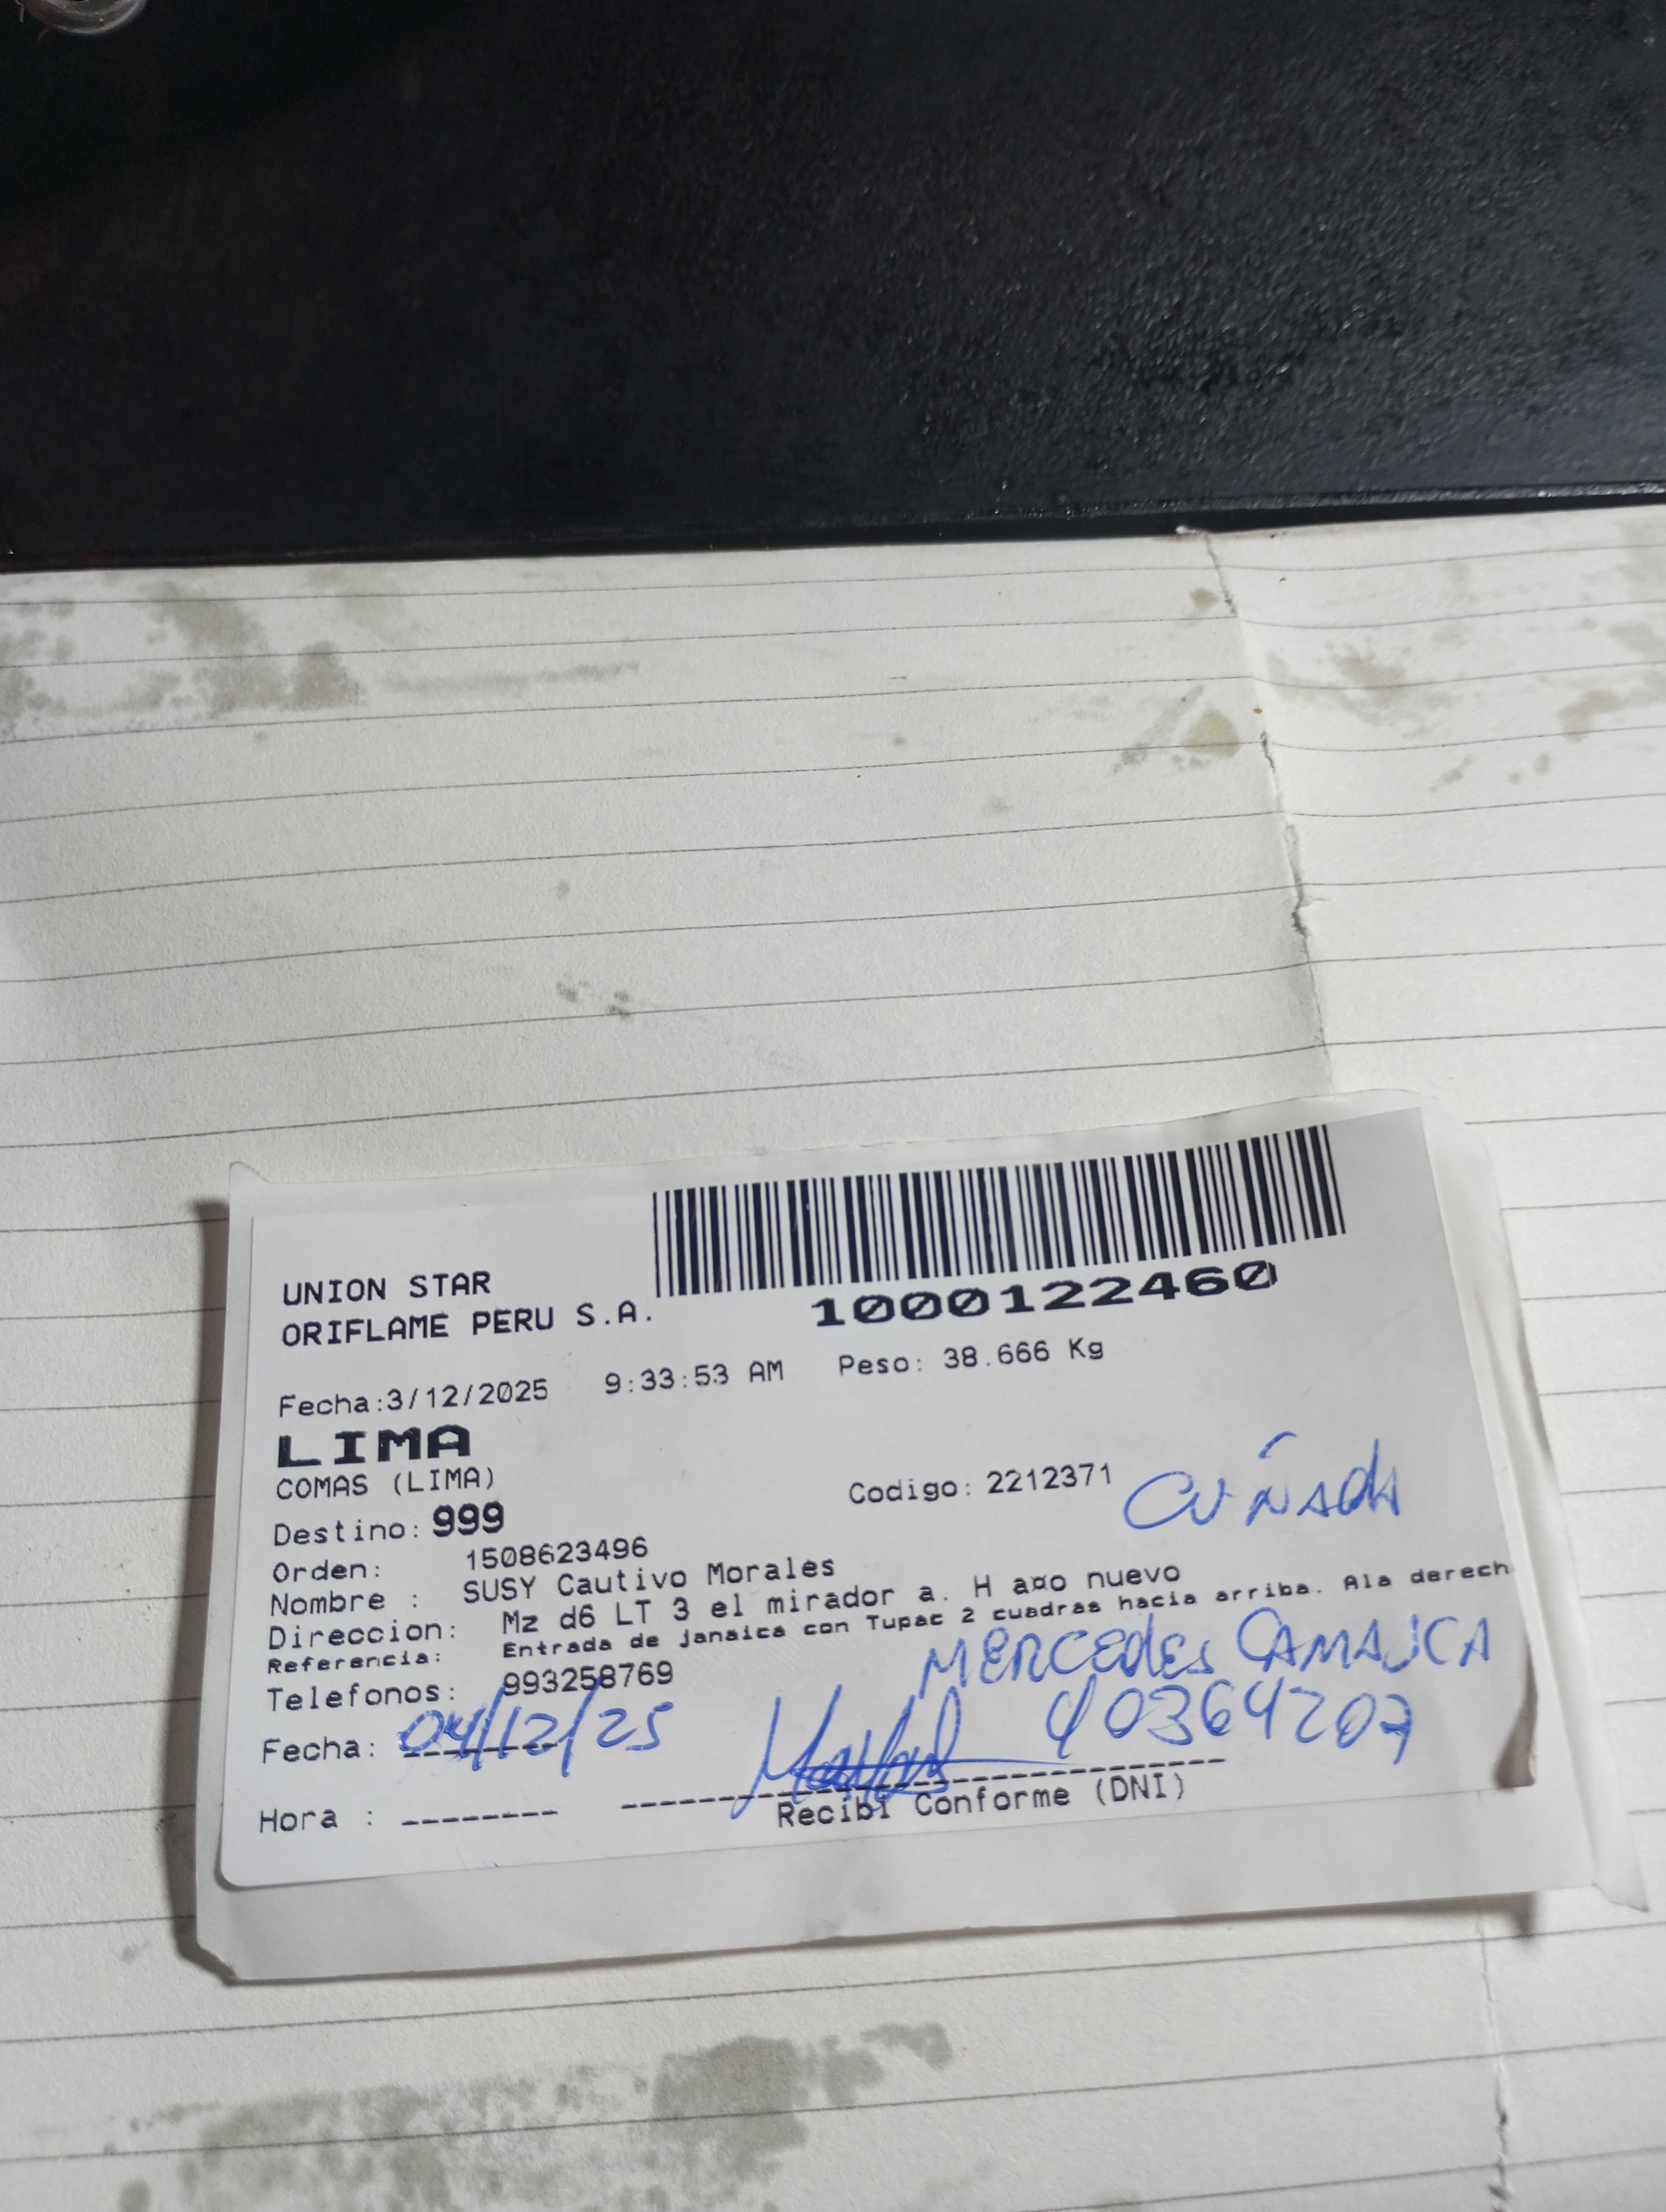 UNION STAR
ORIFLAME PERU S.A.
1000122460
Fecha:3/12/2025 9:33:53 AM Peso: 38.666 Kg
LIMA
COMAS (LIMA)
Codigo: 2212371 CUÑADA
Destino: 999
Orden: 1508623496
Nombre : SUSY Cautivo Morales
Direccion: Mz d6 LT 3 el mirador a. H a¤o nuevo
Referencia: Entrada de jamaica con Tupac 2 cuadras hacia arriba. Ala derech
MERCEdes CAMAJCA
Telefonos: 993258769
40364207
Fecha: 04/12/25
Hora : --------
Recibi Conforme (DNI)